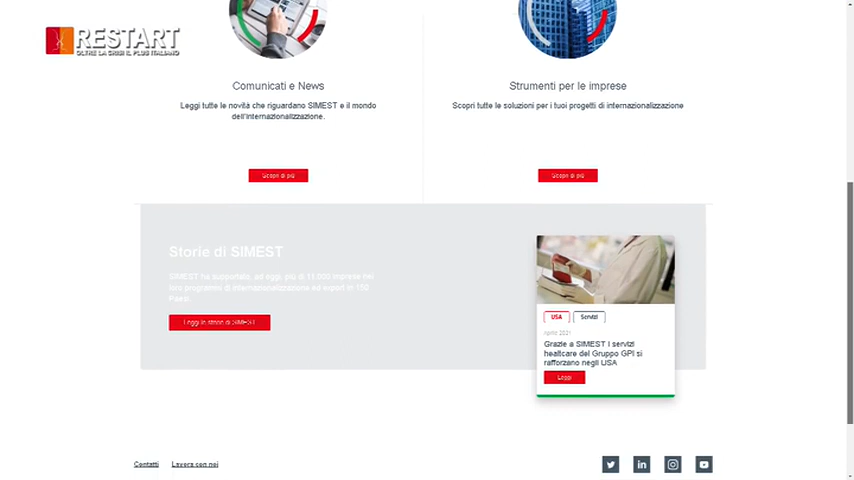 RESTART
OLTRE LA CRISI IL PLUS ITALIANO
Comunicati e News
Leggi tutte le novità che riguardano SIMEST e il mondo
dell'internazionalizzazione.
Scopri di più
Strumenti per le imprese
Scopri tutte le soluzioni per i tuoi progetti di internazionalizzazione
Scopri di più
Storie di SIMEST
SIMEST ha supportato, ad oggi, più di 14.000 imprese nei
loro programmi di internazionalizzazione ed export in
Paesi.
Leggi le storie di SIMEST
USA
Servizi
aprile 2021
Grazie a SIMEST i servizi
healtcare del Gruppo GPI si
rafforzano negli USA
Leggi
Contatti
Lavora con noi